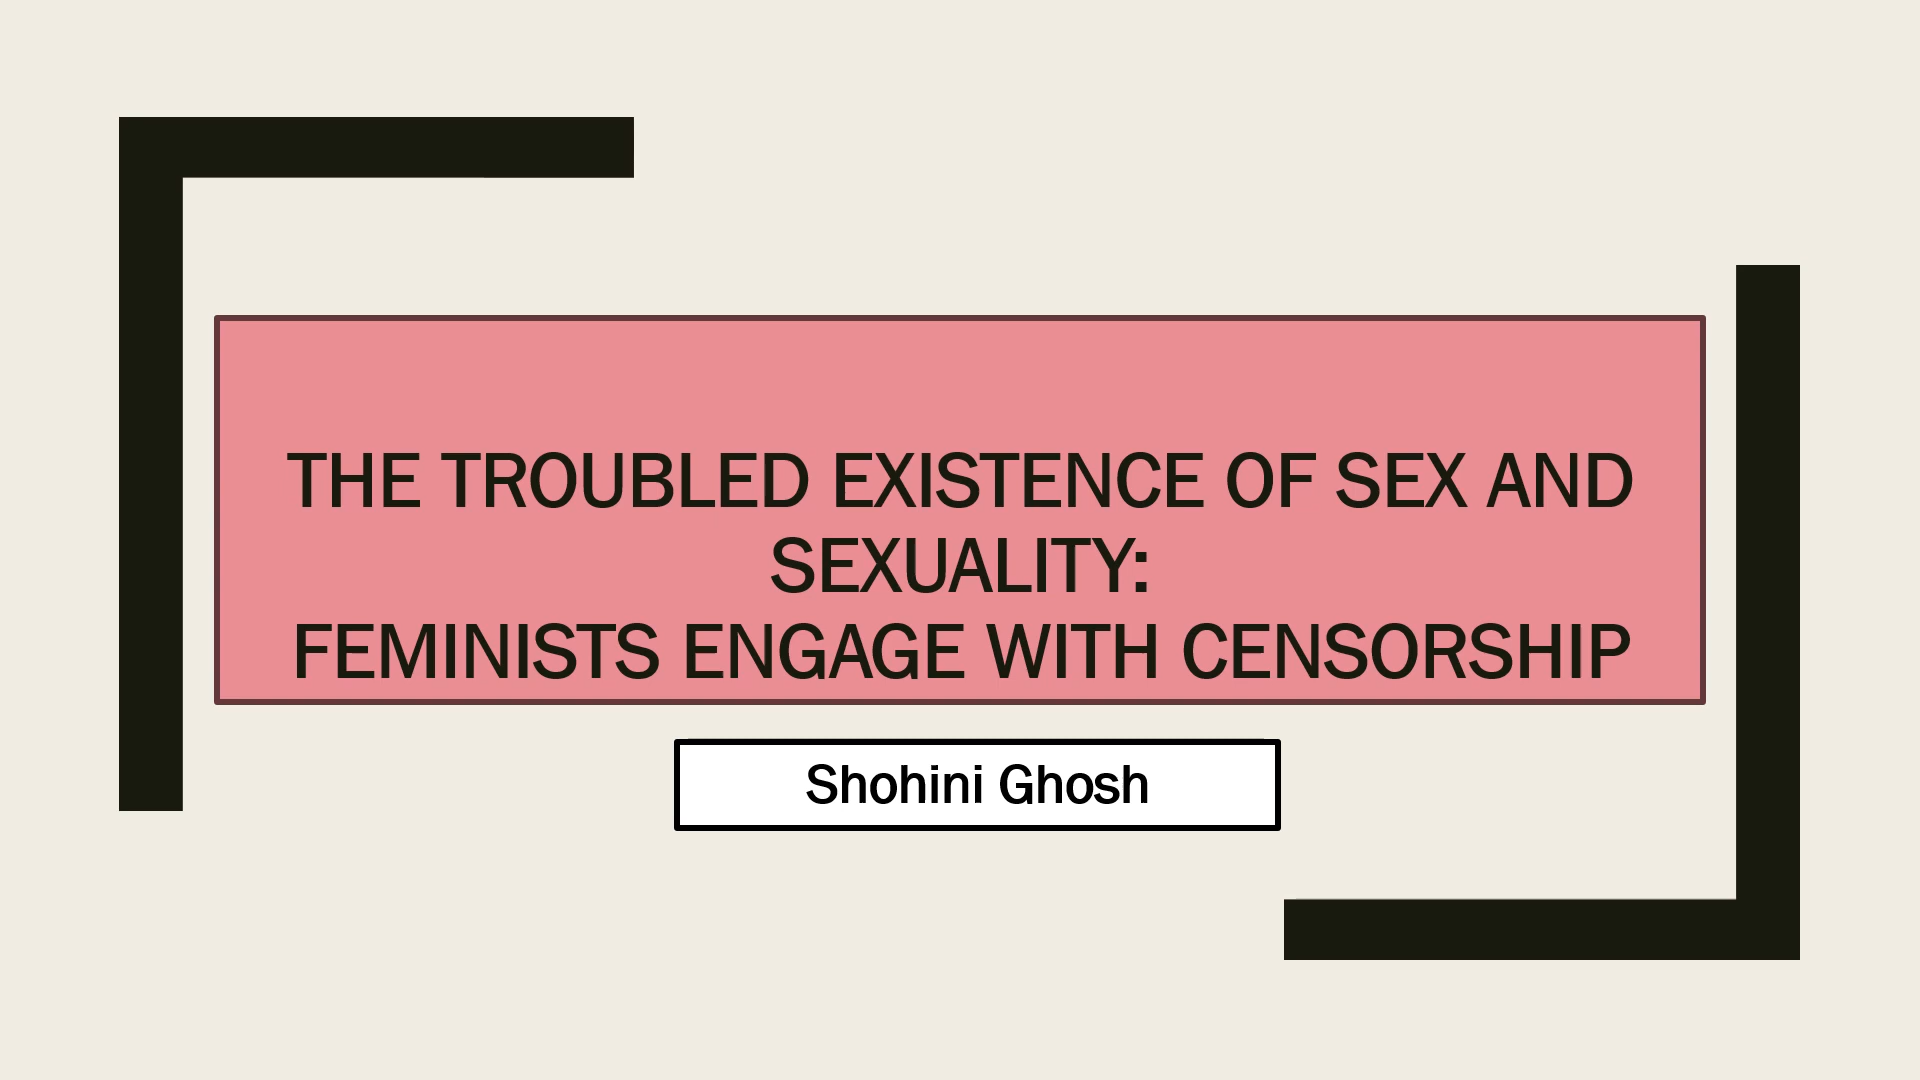 THE TROUBLED EXISTENCE OF SEX AND
SEXUALITY:
FEMINISTS ENGAGE WITH CENSORSHIP
Shohini Ghosh